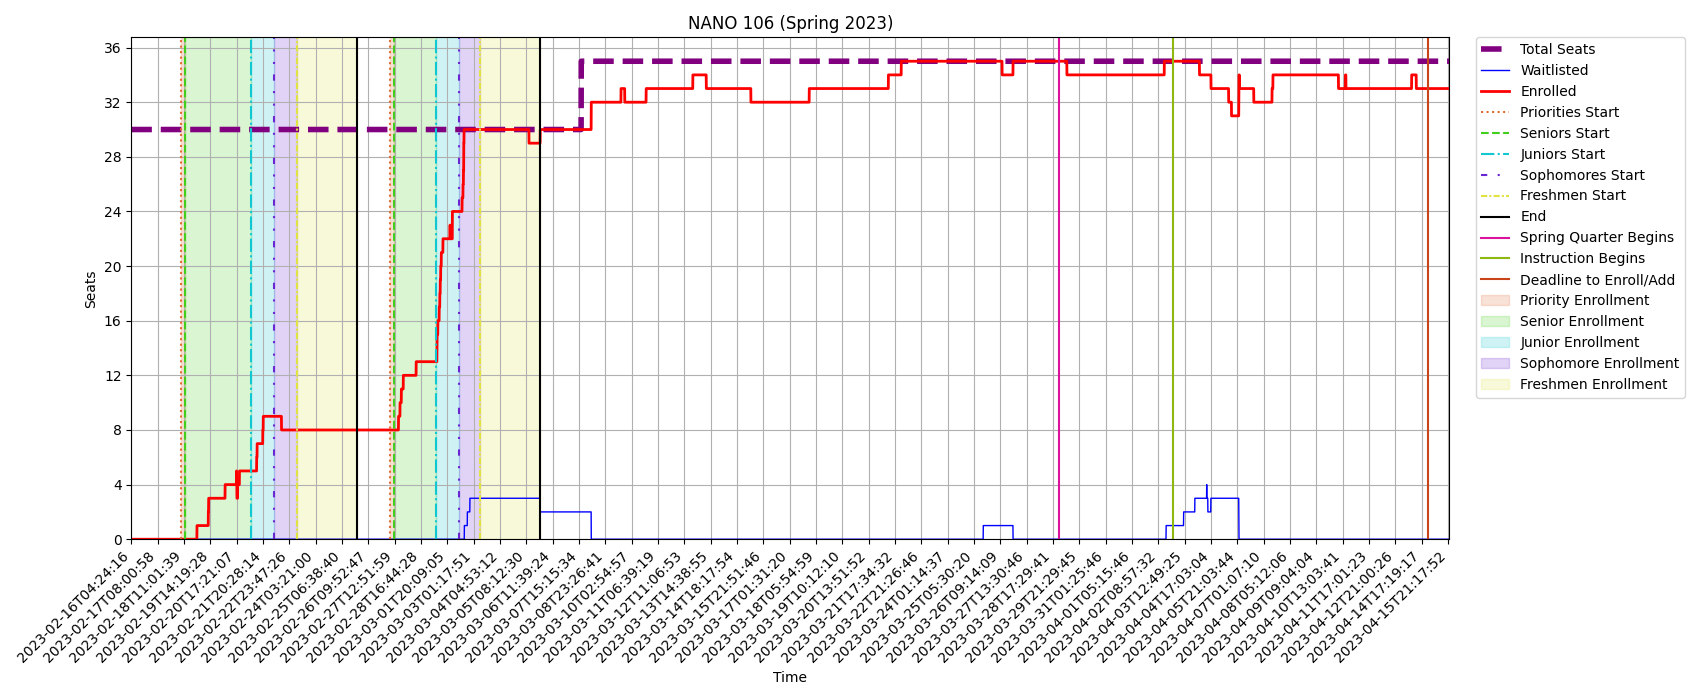 NANO 106 (Spring 2023)
36
32
28
24
20
16
12
8
4
0
Seats
2023-02-16T04:24:16
2023-02-17T08:00:58
2023-02-18T11:01:39
2023-02-19T14:19:28
2023-02-20T17:21:07
2023-02-21T20:28:14
2023-02-22T23:47:26
2023-02-24T03:21:00
2023-02-25T06:38:40
2023-02-26T09:52:47
2023-02-27T12:51:59
2023-02-28T16:44:28
2023-03-01T20:09:05
2023-03-03T01:17:51
2023-03-04T04:53:12
2023-03-05T08:12:30
2023-03-06T11:39:24
2023-03-07T15:15:34
2023-03-08T23:26:41
2023-03-10T02:54:57
2023-03-11T06:39:19
2023-03-12T11:06:53
2023-03-13T14:38:55
2023-03-14T18:17:54
2023-03-15T21:51:46
2023-03-17T01:31:20
2023-03-18T05:54:59
2023-03-19T10:12:10
2023-03-20T13:51:52
2023-03-21T17:34:32
2023-03-22T21:26:46
2023-03-24T01:14:37
2023-03-25T05:30:20
2023-03-26T09:14:09
2023-03-27T13:30:46
2023-03-28T17:29:41
2023-03-29T21:29:45
2023-03-31T01:25:46
2023-04-01T05:15:46
2023-04-02T08:57:32
2023-04-03T12:49:25
2023-04-04T17:03:04
2023-04-05T21:03:44
2023-04-07T01:07:10
2023-04-08T05:12:06
2023-04-09T09:04:04
2023-04-10T13:03:41
2023-04-11T17:01:23
2023-04-12T21:00:26
2023-04-14T17:19:17
2023-04-15T21:17:52
Time
Total Seats
Waitlisted
Enrolled
Priorities Start
Seniors Start
Juniors Start
Sophomores Start
Freshmen Start
End
Spring Quarter Begins
Instruction Begins
Deadline to Enroll/Add
Priority Enrollment
Senior Enrollment
Junior Enrollment
Sophomore Enrollment
Freshmen Enrollment